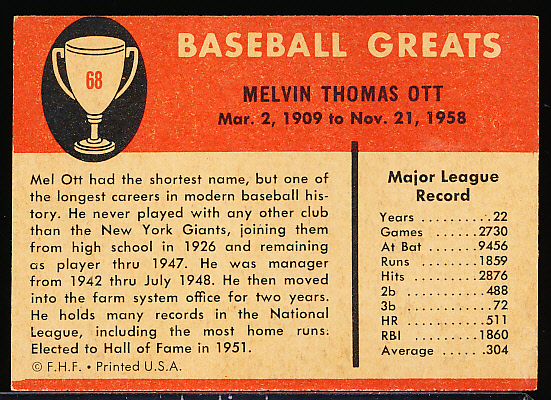 68
BASEBALL GREATS
MELVIN THOMAS OTT
Mar. 2, 1909 to Nov. 21, 1958
Mel Ott had the shortest name, but one of
the longest careers in modern baseball his-
tory. He never played with any other club
than the New York Giants, joining them
from high school in 1926 and remaining
as player thru 1947. He was manager
from 1942 thru July 1948. He then moved
into the farm system office for two years.
He holds many records in the National
League, including the most home runs.
Elected to Hall of Fame in 1951.
© F.H.F. • Printed U.S.A.
Major League
Record
Years ..........22
Games ........2730
At Bat ........9456
Runs .........1859
Hits ..........2876
2b ............488
3b .............72
HR ............511
RBI ..........1860
Average ......304